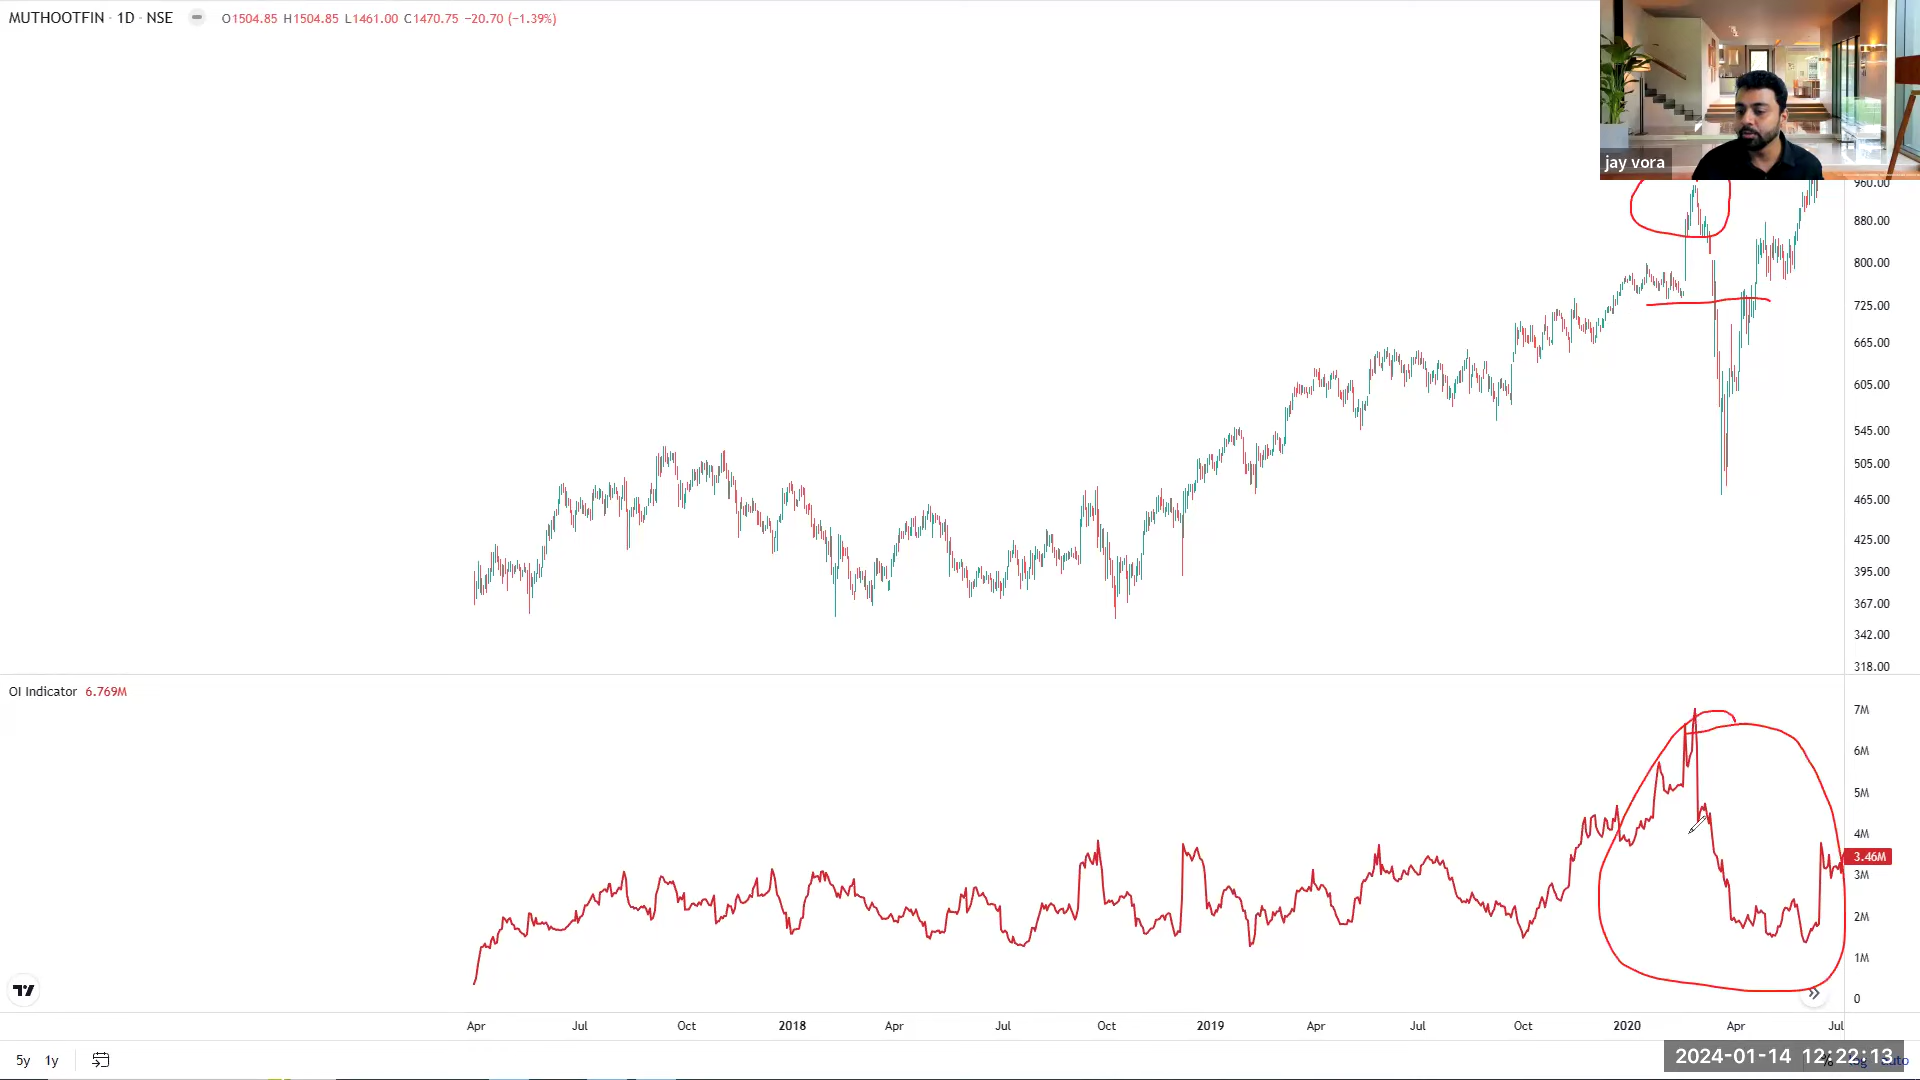 MUTHOOTFIN · 1D · NSE O1504.85 H1504.85 L1461.00 C1470.75 −20.70 (−1.39%)
jay vora
960.00
880.00
800.00
725.00
665.00
605.00
545.00
505.00
465.00
425.00
395.00
367.00
342.00
318.00
OI Indicator 6.769M
7M
6M
5M
4M
3.46M
3M
2M
1M
0
Apr Jul Oct 2018 Apr Jul Oct 2019 Apr Jul Oct 2020 Apr Jul
5y 1y
2024-01-14 12:22:13
% auto